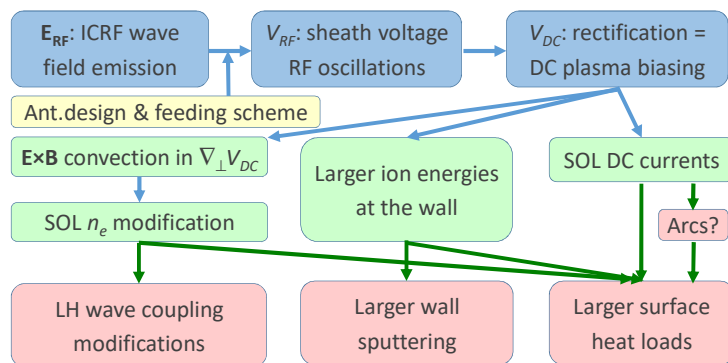 E_RF: ICRF wave
field emission
V_RF: sheath voltage
RF oscillations
V_DC: rectification =
DC plasma biasing
Ant.design & feeding scheme
E×B convection in ∇⊥V_DC
Larger ion energies
at the wall
SOL DC currents
SOL n_e modification
Arcs?
LH wave coupling
modifications
Larger wall
sputtering
Larger surface
heat loads